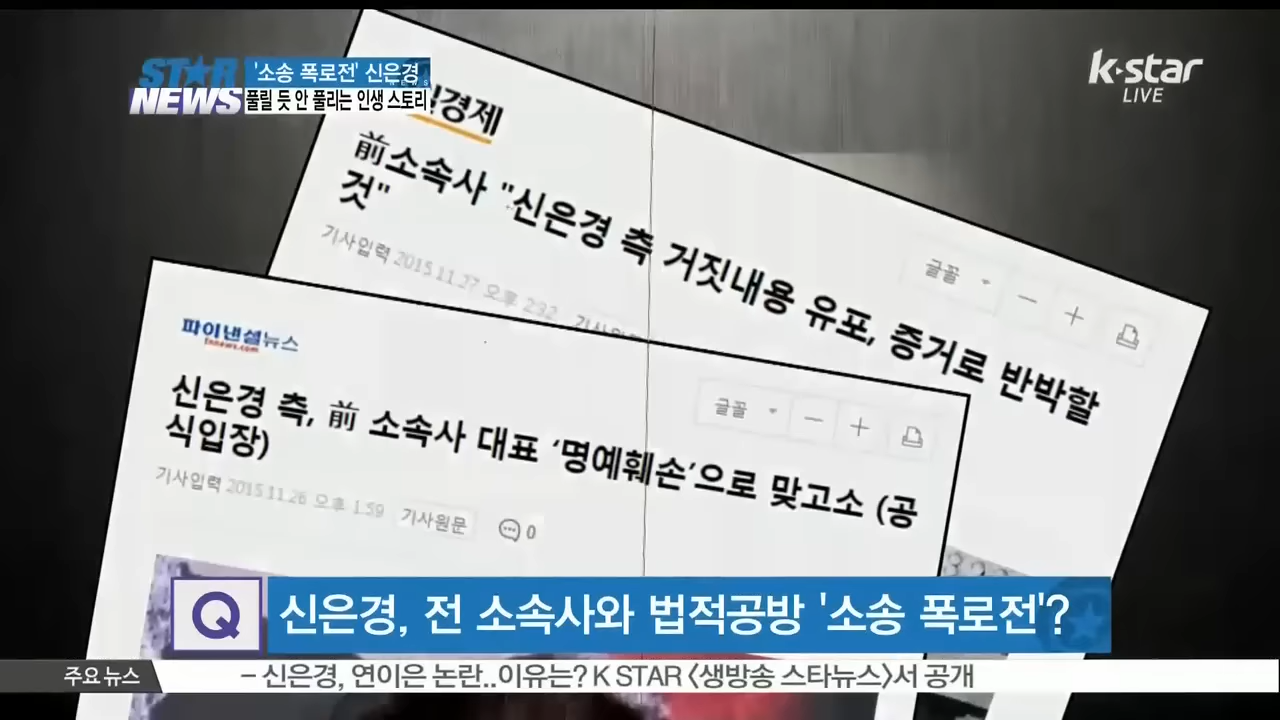 STAR NEWS
'소송 폭로전' 신은경
풀릴 듯 안 풀리는 인생 스토리
k·star
LIVE
경제
前소속사 "신은경 측 거짓내용 유포, 증거로 반박할
것"
기사입력 2015.11.27 오후 2:32
글꼴
파이낸셜뉴스
fnnews.com
글꼴
신은경 측, 前 소속사 대표 '명예훼손'으로 맞고소 (공
식입장)
기사입력 2015.11.26 오후 1:59 기사원문 0
Q 신은경, 전 소속사와 법적공방 '소송 폭로전'?
주요뉴스 - 신은경, 연이은 논란..이유는? K STAR <생방송 스타뉴스>서 공개